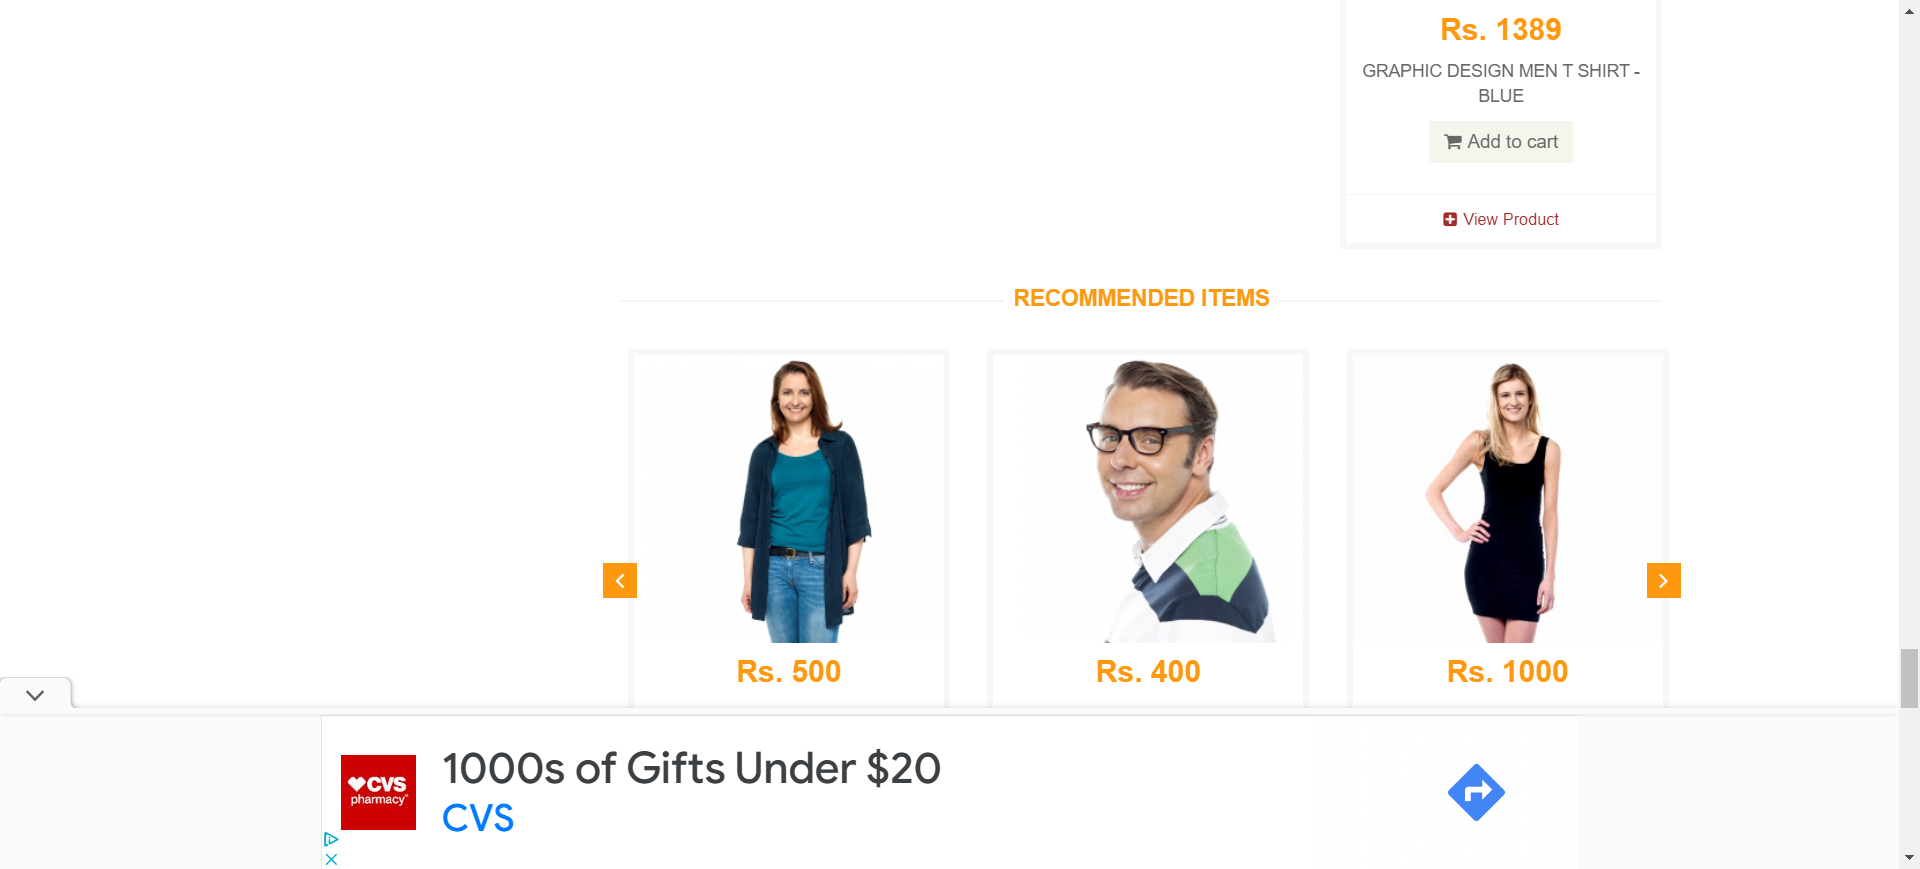 Rs. 1389
GRAPHIC DESIGN MEN T SHIRT -
BLUE
Add to cart
View Product
RECOMMENDED ITEMS
Rs. 500
Rs. 400
Rs. 1000
CVS
pharmacy
1000s of Gifts Under $20
CVS